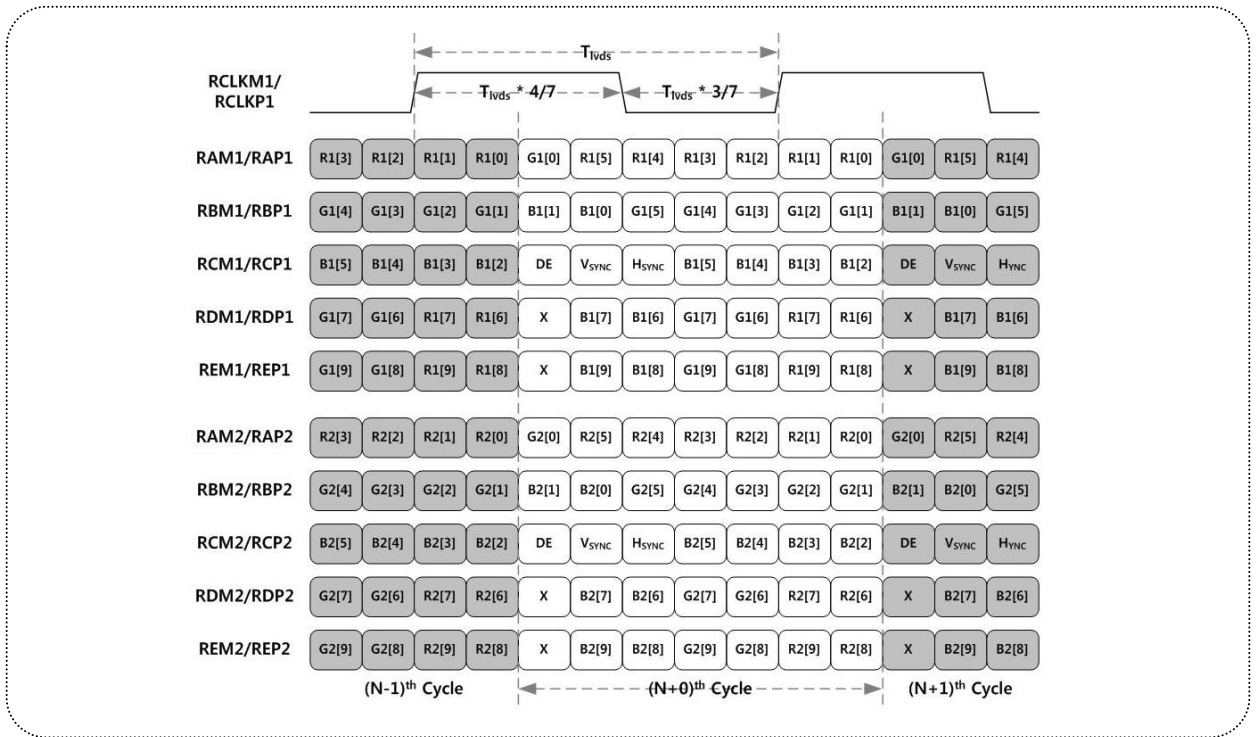 T_lvds
RCLKM1/
RCLKP1
T_lvds * 4/7 T_lvds * 3/7
RAM1/RAP1 R1[3] R1[2] R1[1] R1[0] G1[0] R1[5] R1[4] R1[3] R1[2] R1[1] R1[0] G1[0] R1[5] R1[4]
RBM1/RBP1 G1[4] G1[3] G1[2] G1[1] B1[1] B1[0] G1[5] G1[4] G1[3] G1[2] G1[1] B1[1] B1[0] G1[5]
RCM1/RCP1 B1[5] B1[4] B1[3] B1[2] DE V_SYNC H_SYNC B1[5] B1[4] B1[3] B1[2] DE V_SYNC H_YNC
RDM1/RDP1 G1[7] G1[6] R1[7] R1[6] X B1[7] B1[6] G1[7] G1[6] R1[7] R1[6] X B1[7] B1[6]
REM1/REP1 G1[9] G1[8] R1[9] R1[8] X B1[9] B1[8] G1[9] G1[8] R1[9] R1[8] X B1[9] B1[8]
RAM2/RAP2 R2[3] R2[2] R2[1] R2[0] G2[0] R2[5] R2[4] R2[3] R2[2] R2[1] R2[0] G2[0] R2[5] R2[4]
RBM2/RBP2 G2[4] G2[3] G2[2] G2[1] B2[1] B2[0] G2[5] G2[4] G2[3] G2[2] G2[1] B2[1] B2[0] G2[5]
RCM2/RCP2 B2[5] B2[4] B2[3] B2[2] DE V_SYNC H_SYNC B2[5] B2[4] B2[3] B2[2] DE V_SYNC H_YNC
RDM2/RDP2 G2[7] G2[6] R2[7] R2[6] X B2[7] B2[6] G2[7] G2[6] R2[7] R2[6] X B2[7] B2[6]
REM2/REP2 G2[9] G2[8] R2[9] R2[8] X B2[9] B2[8] G2[9] G2[8] R2[9] R2[8] X B2[9] B2[8]
(N-1)th Cycle (N+0)th Cycle (N+1)th Cycle